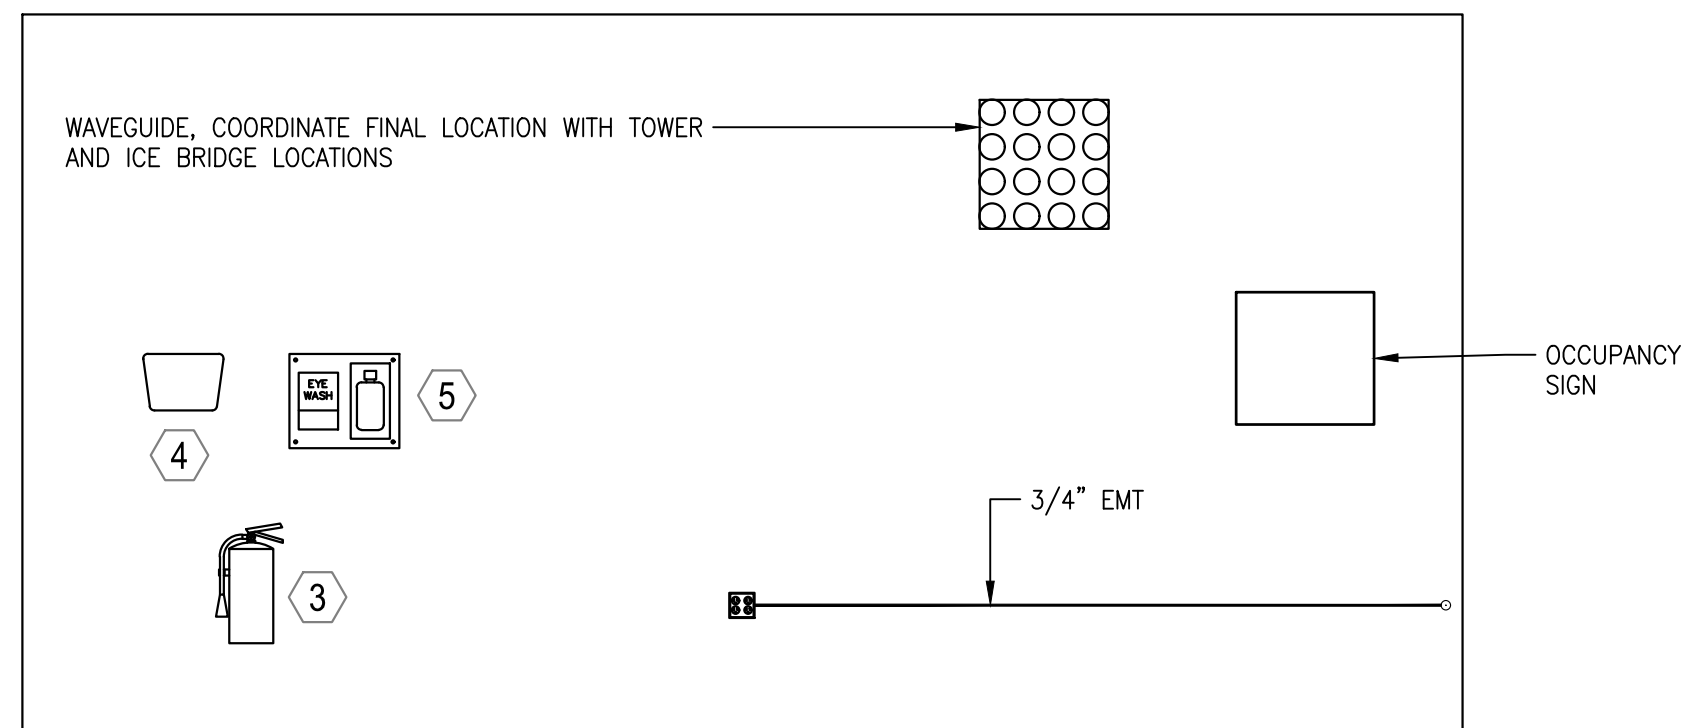 WAVEGUIDE, COORDINATE FINAL LOCATION WITH TOWER
AND ICE BRIDGE LOCATIONS
OCCUPANCY
SIGN
EYE
WASH
5
4
3/4” EMT
3